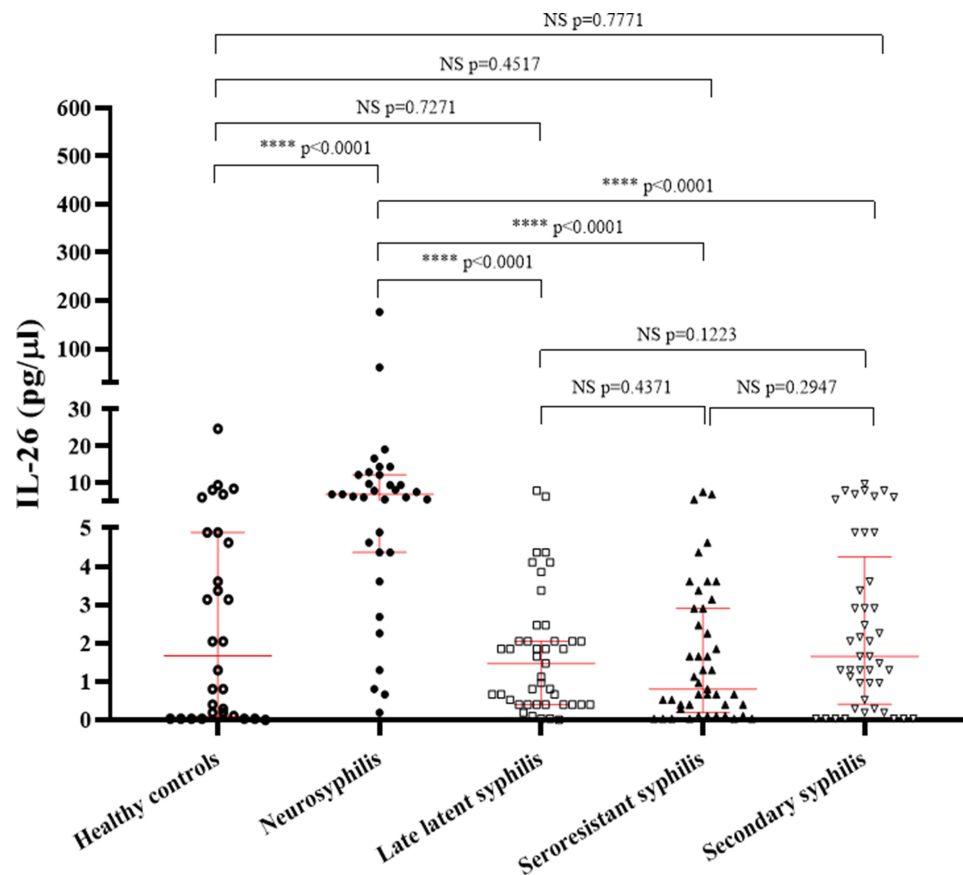 NS p=0.7771
NS p=0.4517
NS p=0.7271
**** p<0.0001
**** p<0.0001
**** p<0.0001
**** p<0.0001
NS p=0.1223
NS p=0.4371
NS p=0.2947
IL-26 (pg/µl)
600
500
400
300
200
100
30
20
10
5
4
3
2
1
0
Healthy controls
Neurosyphilis
Late latent syphilis
Seroresistant syphilis
Secondary syphilis